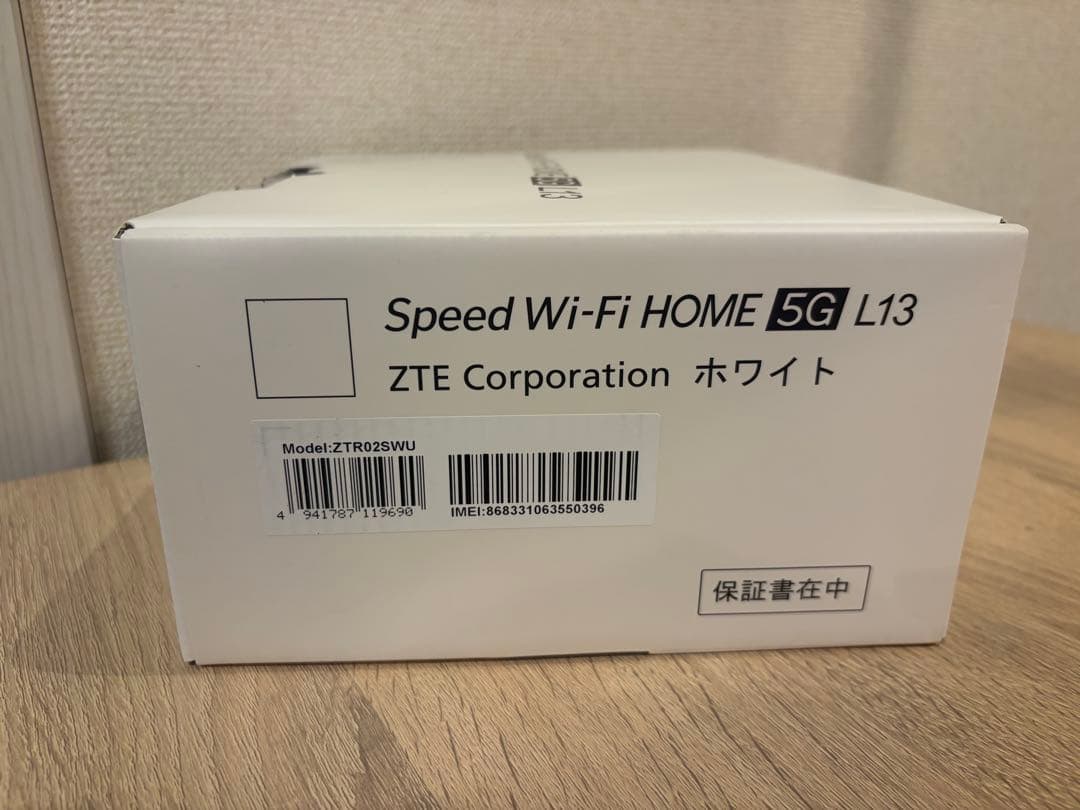 L13
Speed Wi-Fi HOME 5G L13
ZTE Corporation ホワイト
Model:ZTR02SWU
4 941787 119690
IMEI:868331063550396
保証書在中